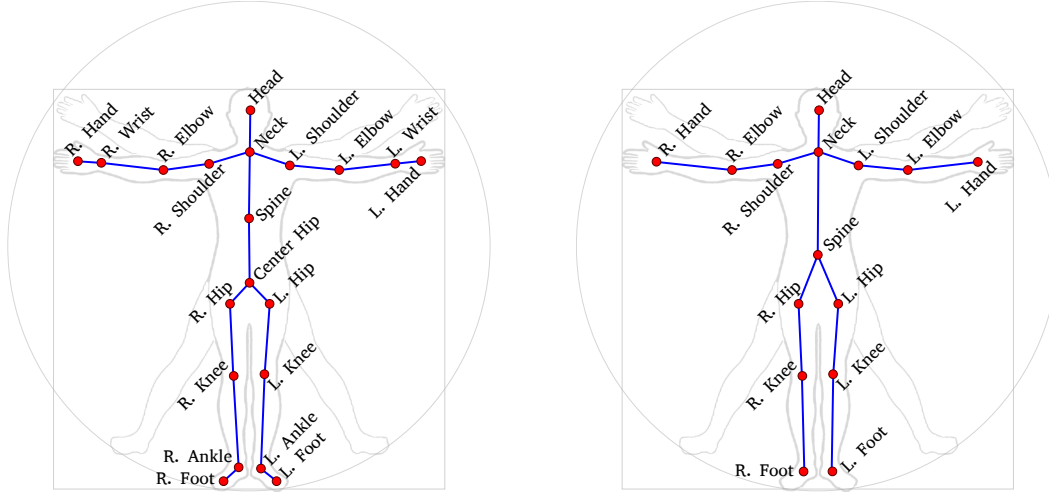 Head
Neck
R. Hand
R. Wrist
R. Elbow
R. Shoulder
L. Shoulder
L. Elbow
L. Wrist
L. Hand
Spine
Center Hip
R. Hip
L. Hip
R. Knee
L. Knee
R. Ankle
L. Ankle
R. Foot
L. Foot
Head
Neck
R. Hand
R. Elbow
R. Shoulder
L. Shoulder
L. Elbow
L. Hand
Spine
R. Hip
L. Hip
R. Knee
L. Knee
R. Foot
L. Foot